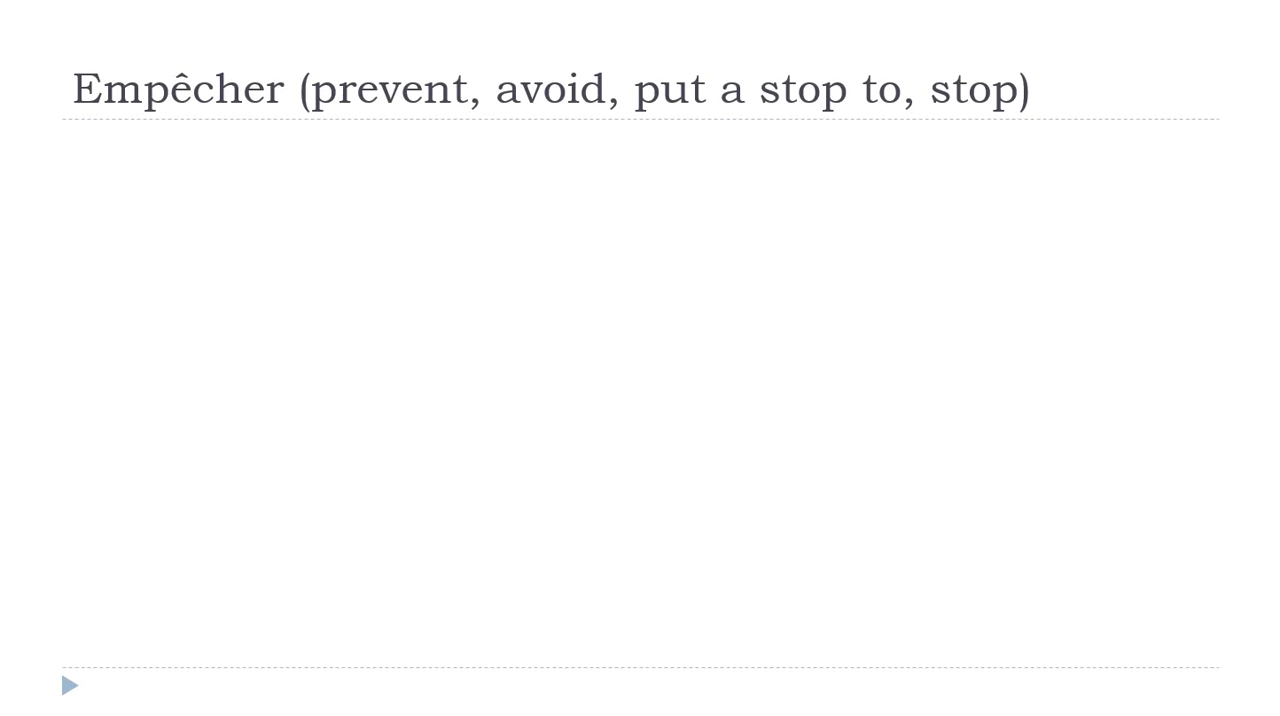 Empêcher (prevent, avoid, put a stop to, stop)